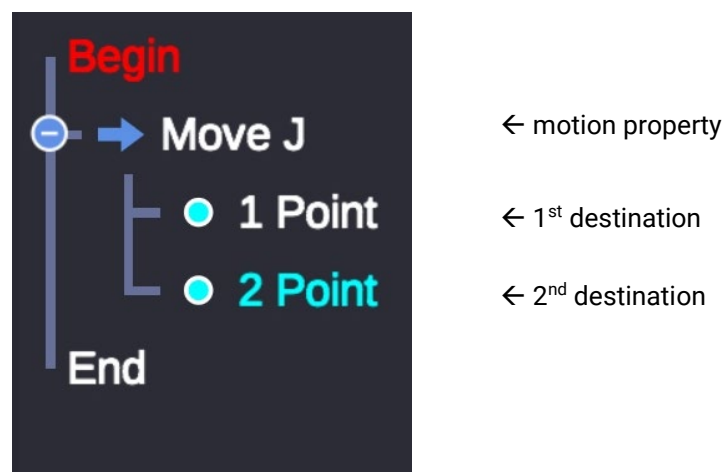 Begin
Move J ← motion property
1 Point ← 1st destination
2 Point ← 2nd destination
End